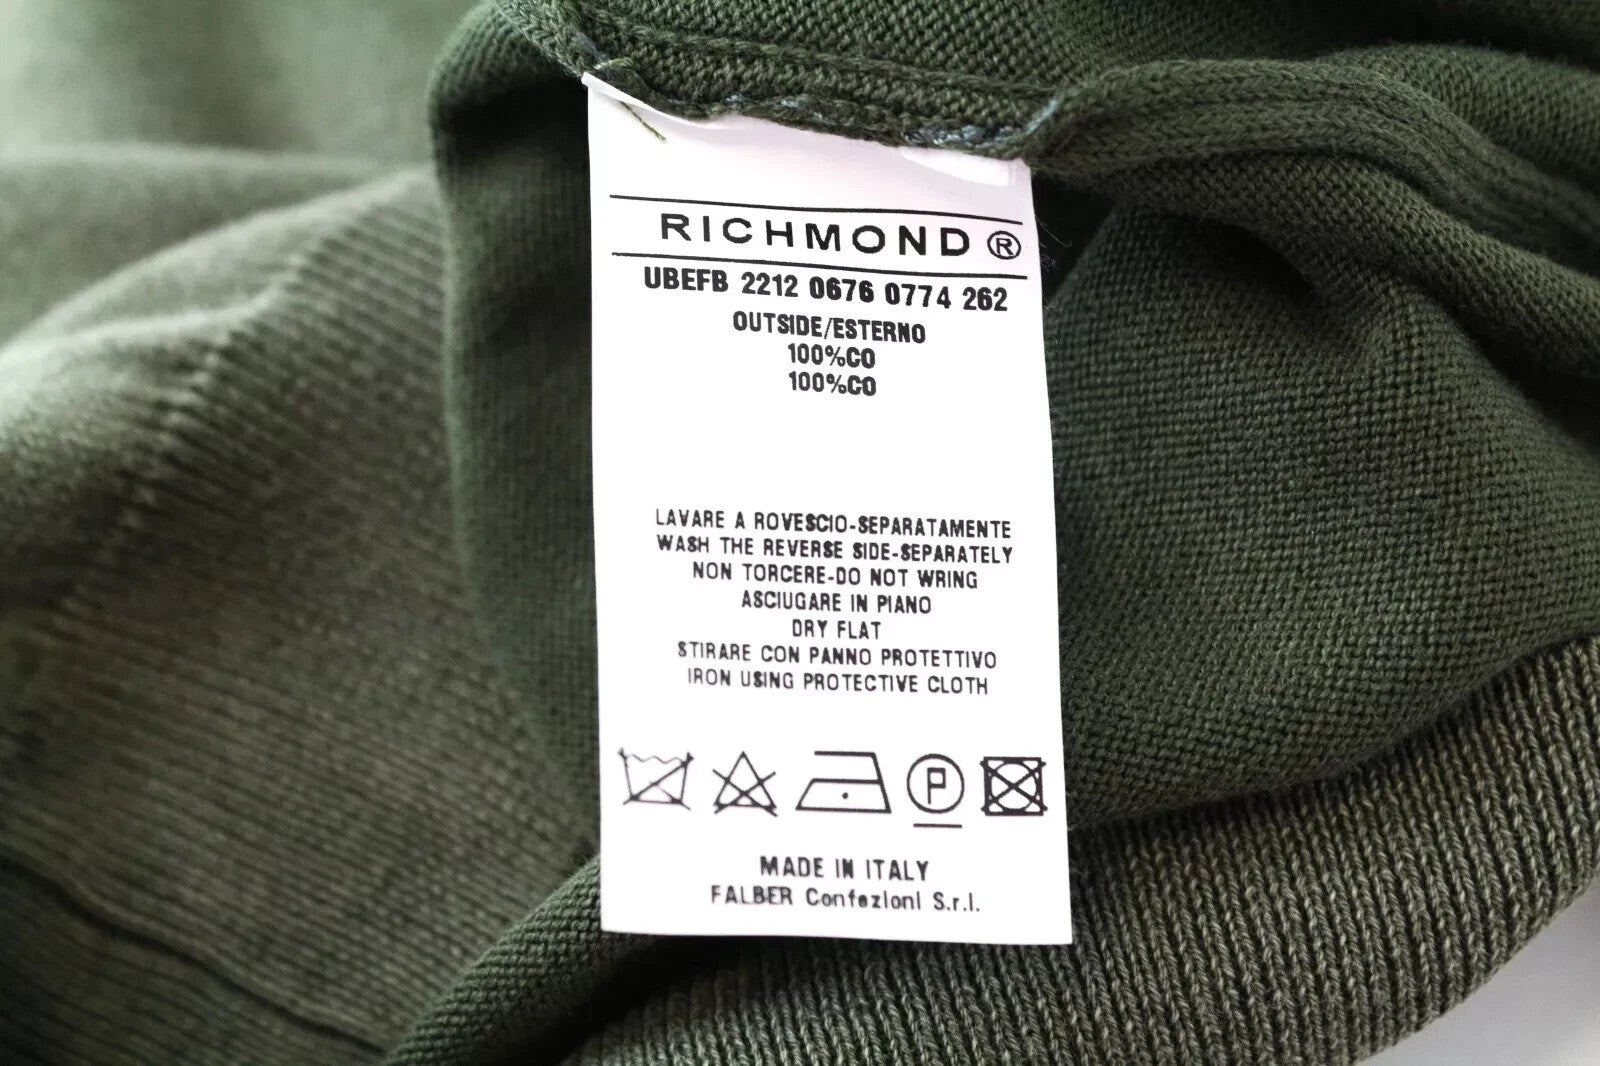 RICHMOND ®
UBEFB 2212 0676 0774 262
OUTSIDE/ESTERNO
100%CO
100%CO
LAVARE A ROVESCIO-SEPARATAMENTE
WASH THE REVERSE SIDE-SEPARATELY
NON TORCERE-DO NOT WRING
ASCIUGARE IN PIANO
DRY FLAT
STIRARE CON PANNO PROTETTIVO
IRON USING PROTECTIVE CLOTH
P
MADE IN ITALY
FALBER Confezioni S.r.l.